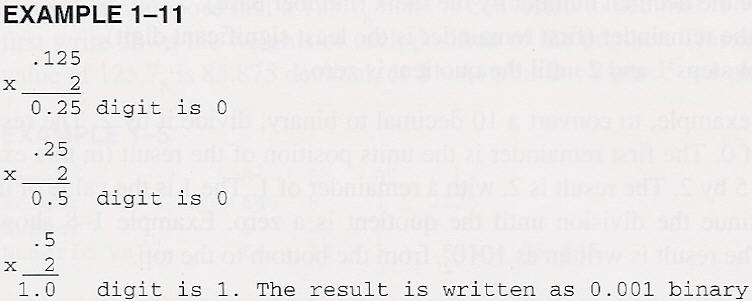 EXAMPLE 1–11
.125
x 2
0.25 digit is 0
.25
x 2
0.5 digit is 0
.5
x 2
1.0 digit is 1. The result is written as 0.001 binary